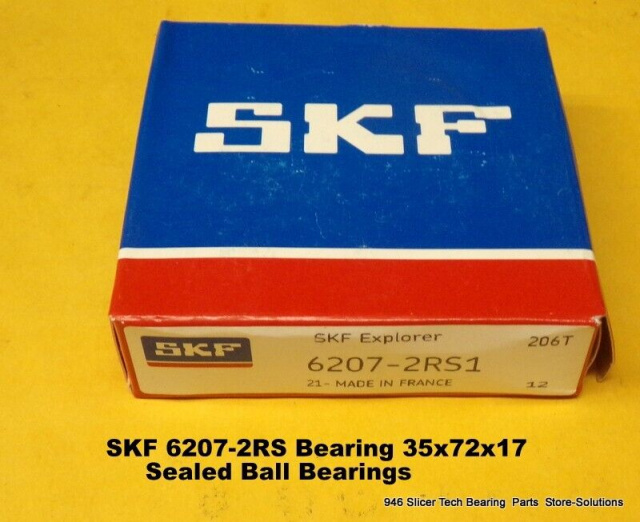 SKF
SKF Explorer
206T
SKF
6207-2RS1
21- MADE IN FRANCE
12
SKF 6207-2RS Bearing 35x72x17
Sealed Ball Bearings
946 Slicer Tech Bearing Parts Store-Solutions